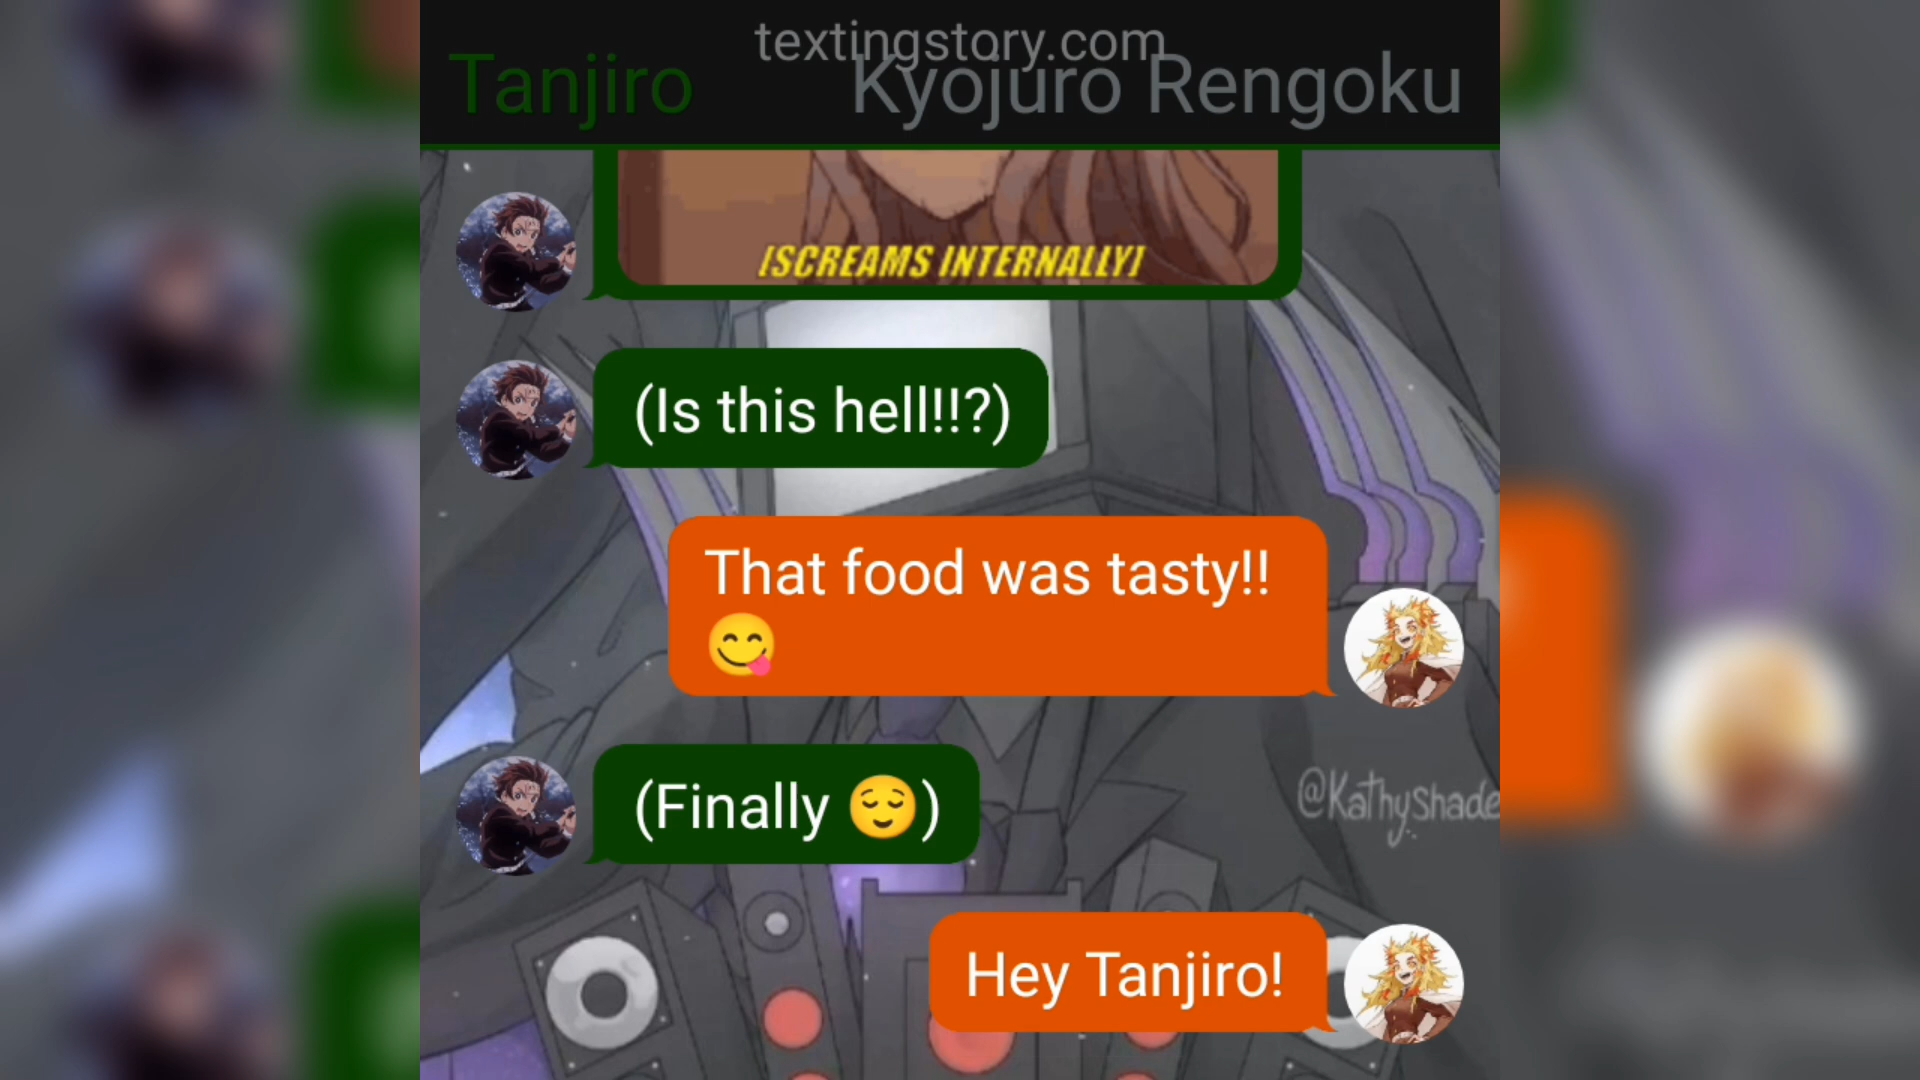 textingstory.com
Tanjiro
Kyojuro Rengoku
[SCREAMS INTERNALLY]
(Is this hell!!?)
That food was tasty!!
😋
(Finally 😌)
@Kathyshade
Hey Tanjiro!